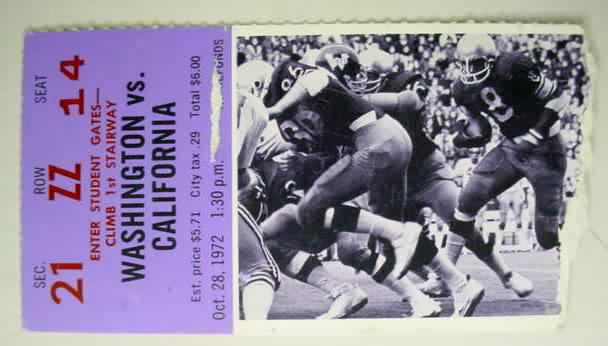 SEC. ROW SEAT
21 ZZ 14
ENTER STUDENT GATES—
CLIMB 1st STAIRWAY
WASHINGTON vs.
CALIFORNIA
Est. price $5.71 City tax .29 Total $6.00
Oct. 28, 1972 1:30 p.m.